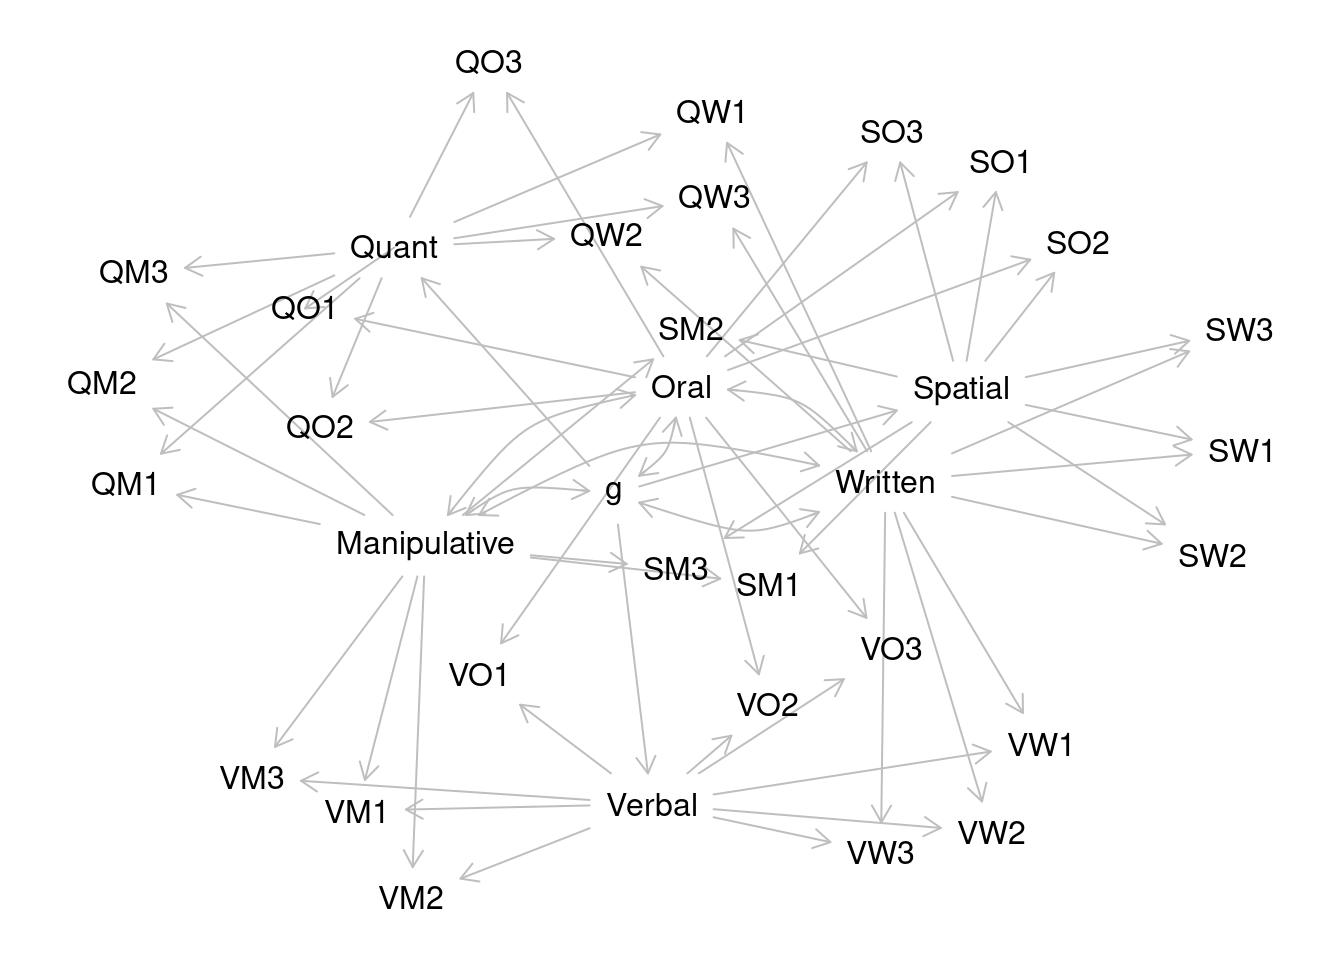 QO3
QW1
SO3
SO1
QW3
QW2
SO2
Quant
QM3
QO1
SM2
SW3
QM2
Oral
Spatial
QO2
SW1
QM1
g
Written
Manipulative
SM3
SM1
SW2
VO3
VO1
VO2
VW1
VM3
VM1
Verbal
VW2
VW3
VM2